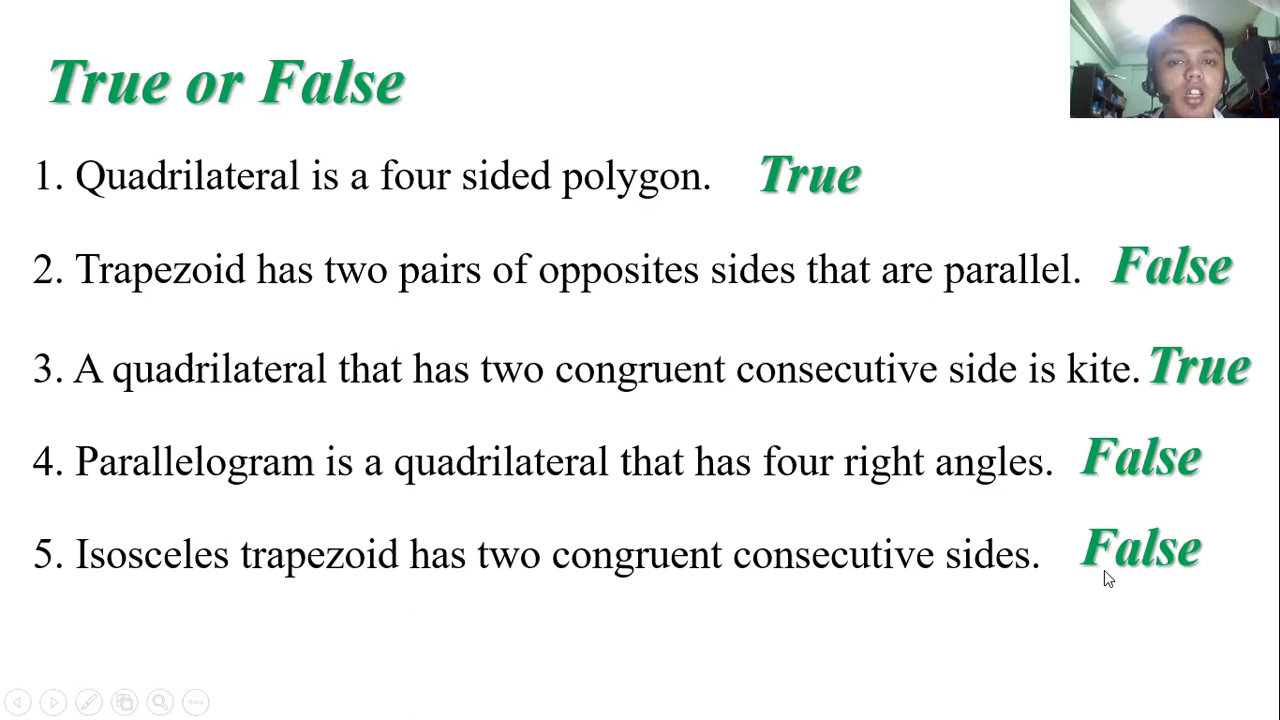 True or False
1. Quadrilateral is a four sided polygon. True
2. Trapezoid has two pairs of opposites sides that are parallel. False
3. A quadrilateral that has two congruent consecutive side is kite. True
4. Parallelogram is a quadrilateral that has four right angles. False
5. Isosceles trapezoid has two congruent consecutive sides. False